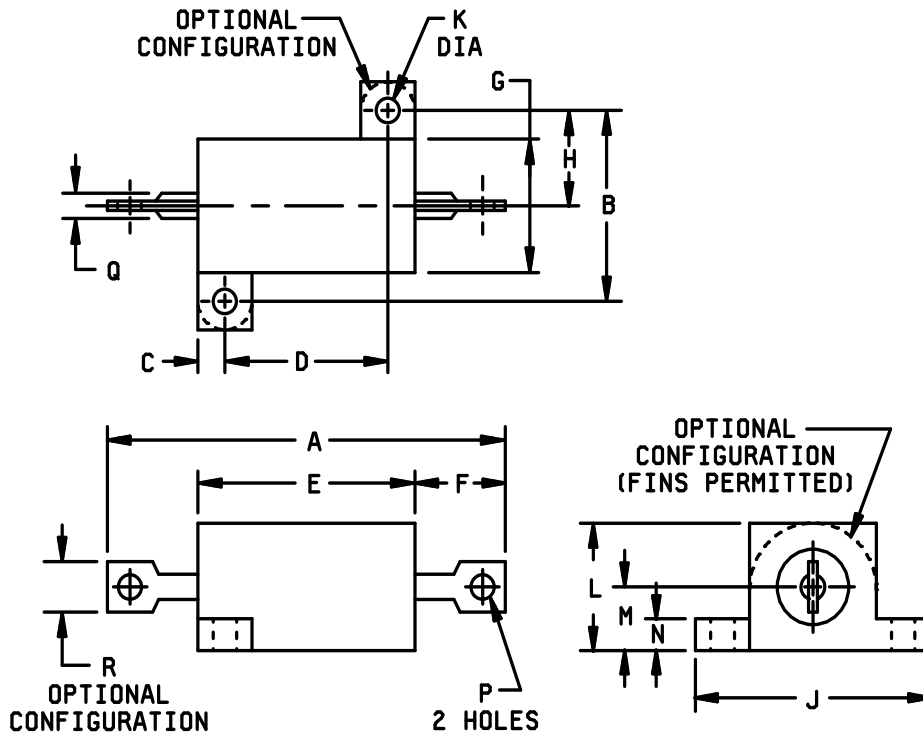 OPTIONAL
CONFIGURATION
K
DIA
G
H
B
Q
C
D
A
E
F
R
OPTIONAL
CONFIGURATION
P
2 HOLES
OPTIONAL
CONFIGURATION
(FINS PERMITTED)
L
M
N
J